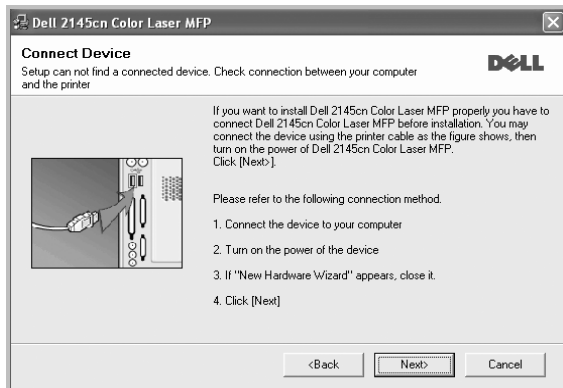 Dell 2145cn Color Laser MFP
Connect Device
Setup can not find a connected device. Check connection between your computer
and the printer
DELL
If you want to install Dell 2145cn Color Laser MFP properly you have to
connect Dell 2145cn Color Laser MFP before installation. You may
connect the device using the printer cable as the figure shows, then
turn on the power of Dell 2145cn Color Laser MFP.
Click [Next>].
Please refer to the following connection method.
1. Connect the device to your computer
2. Turn on the power of the device
3. If "New Hardware Wizard" appears, close it.
4. Click [Next]
<Back
Next>
Cancel